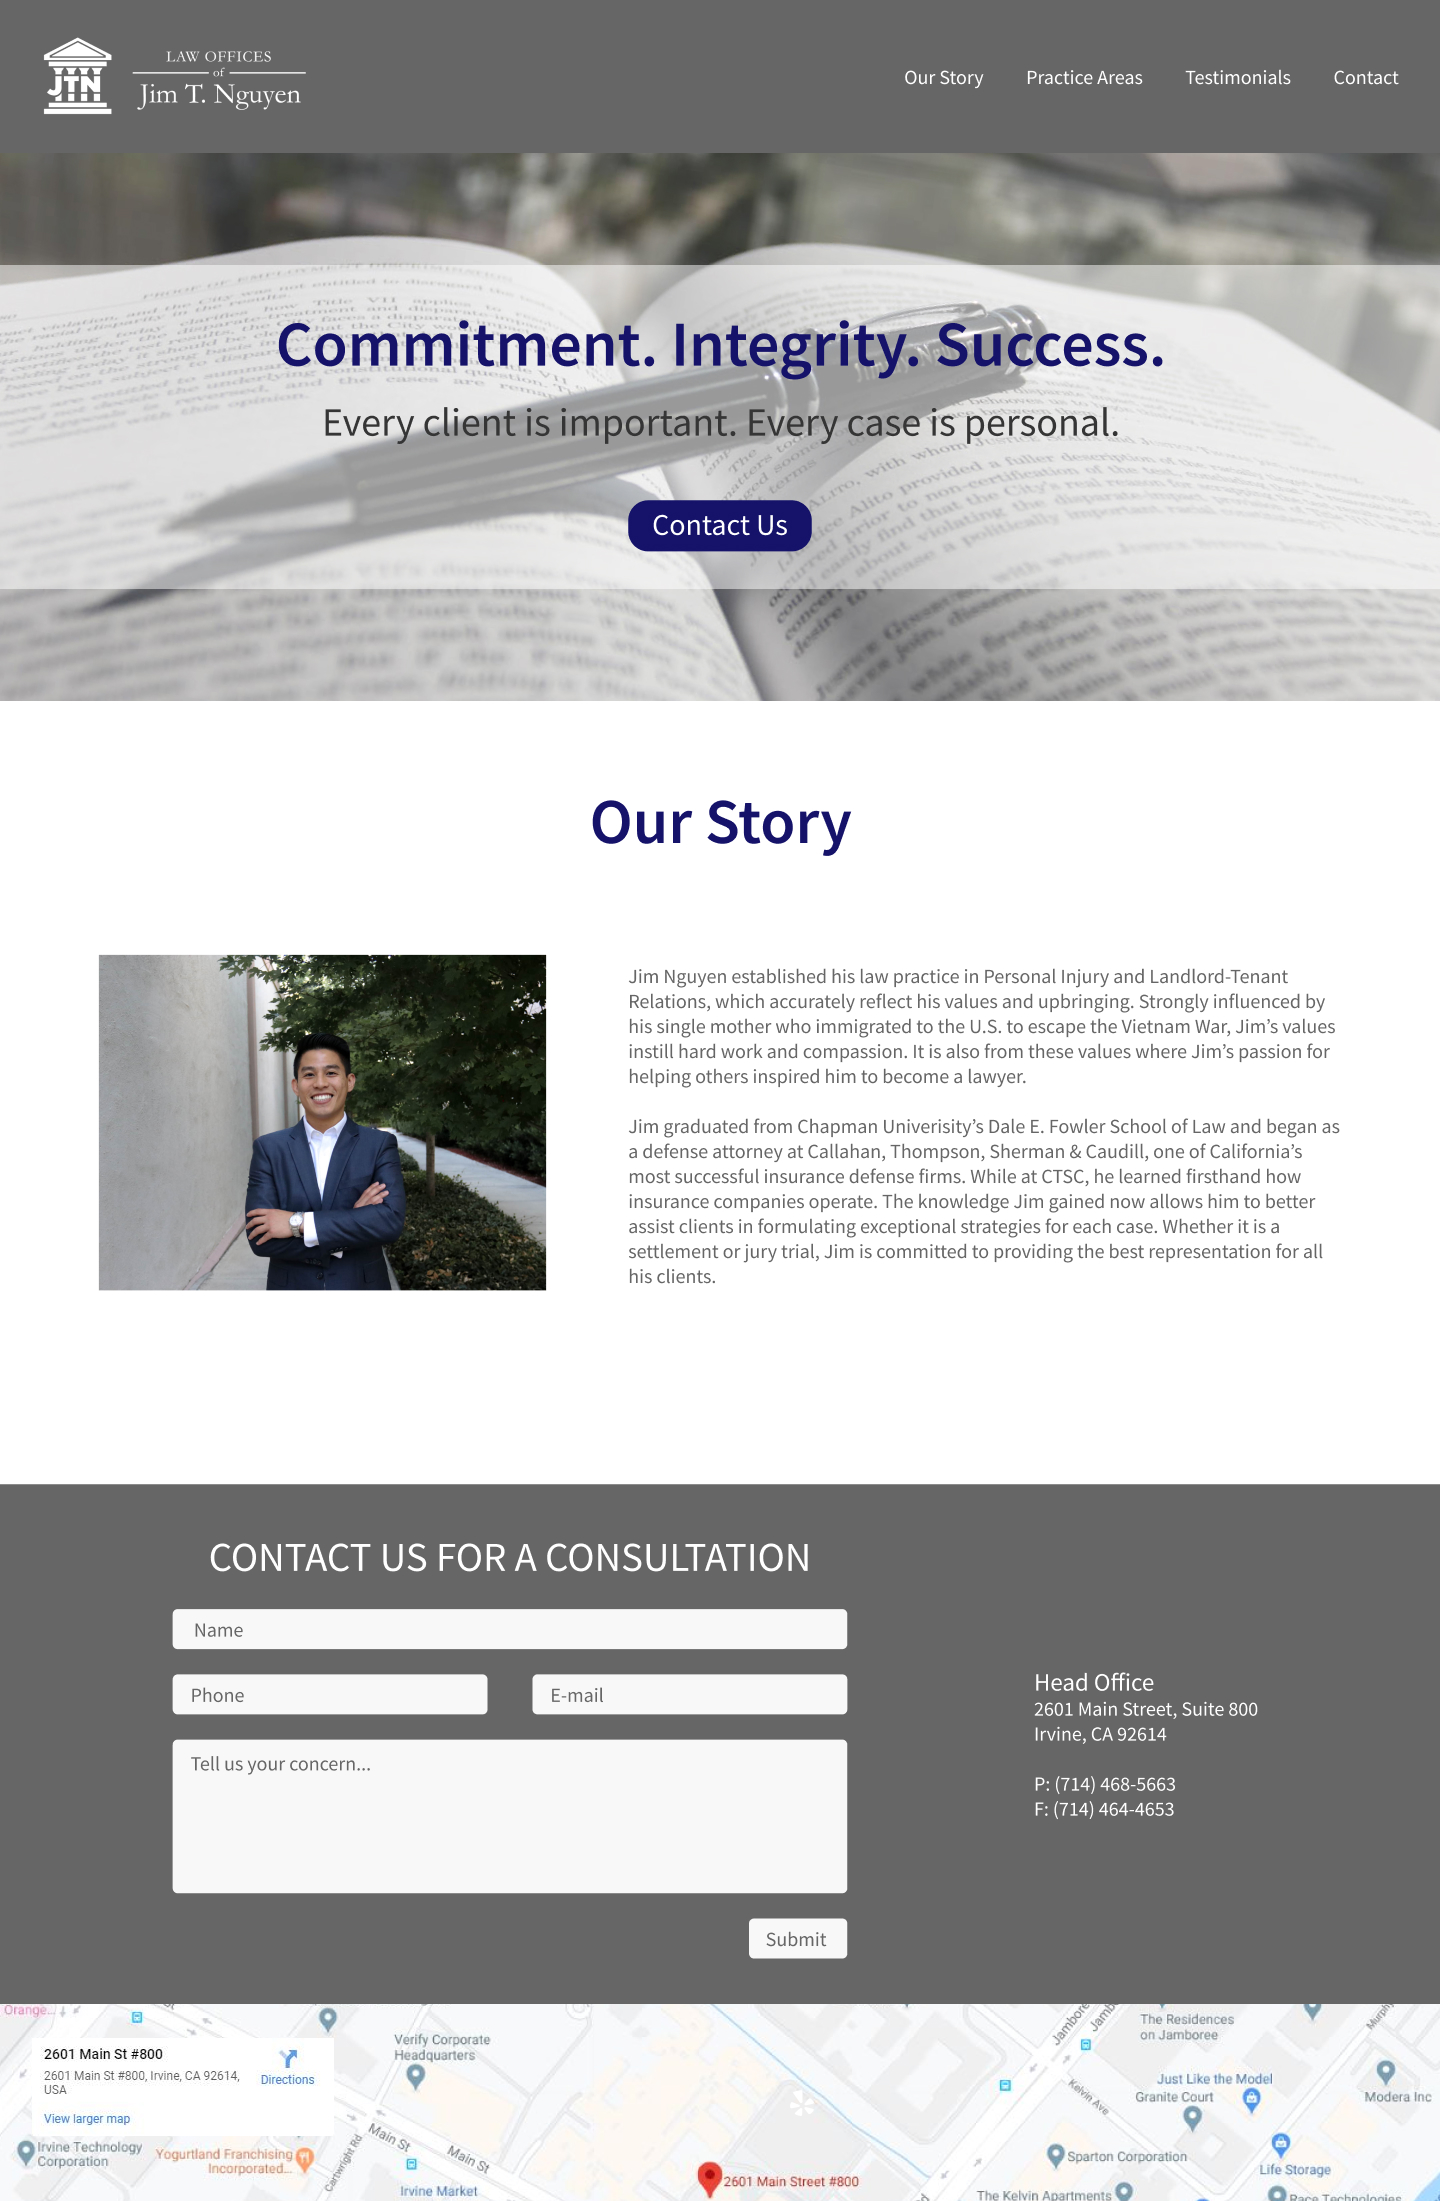 JTN
LAW OFFICES
of
Jim T. Nguyen
Our Story
Practice Areas
Testimonials
Contact
EMPLOYMENT DISCRIMINATION
Title VII applies
Commitment. Integrity. Success.
Every client is important. Every case is personal.
Contact Us
Our Story
Jim Nguyen established his law practice in Personal Injury and Landlord-Tenant
Relations, which accurately reflect his values and upbringing. Strongly influenced by
his single mother who immigrated to the U.S. to escape the Vietnam War, Jim’s values
instill hard work and compassion. It is also from these values where Jim’s passion for
helping others inspired him to become a lawyer.
Jim graduated from Chapman Univerisity’s Dale E. Fowler School of Law and began as
a defense attorney at Callahan, Thompson, Sherman & Caudill, one of California’s
most successful insurance defense firms. While at CTSC, he learned firsthand how
insurance companies operate. The knowledge Jim gained now allows him to better
assist clients in formulating exceptional strategies for each case. Whether it is a
settlement or jury trial, Jim is committed to providing the best representation for all
his clients.
CONTACT US FOR A CONSULTATION
Name
Phone
E-mail
Tell us your concern...
Submit
Head Office
2601 Main Street, Suite 800
Irvine, CA 92614
P: (714) 468-5663
F: (714) 464-4653
Orange...
2601 Main St #800
2601 Main St #800, Irvine, CA 92614,
USA
Directions
View larger map
Verify Corporate
Headquarters
The Residences
on Jamboree
Jamboree
Jamb
Murphy
Just Like the Model
Granite Court
Kelvin Ave
Modera Inc
Irvine Technology
Corporation
Yogurtland Franchising
Incorporated...
Cartwright Rd
Main St
Main St
Irvine Market
2601 Main Street #800
Sparton Corporation
Life Storage
The Kelvin Apartments
Race Technologies